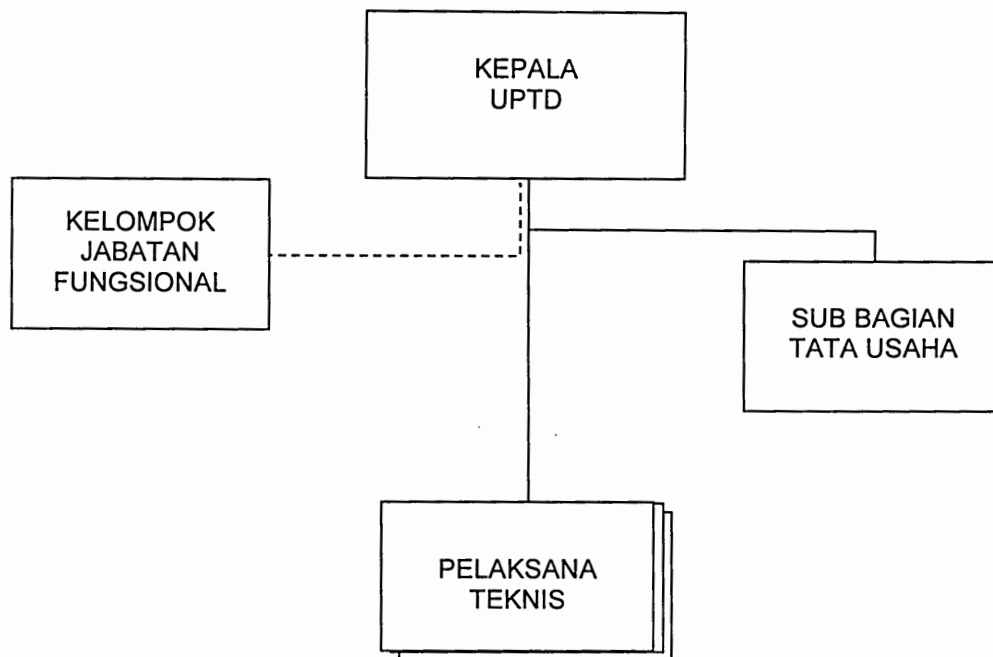 KEPALA
UPTD
KELOMPOK
JABATAN
FUNGSIONAL
SUB BAGIAN
TATA USAHA
PELAKSANA
TEKNIS